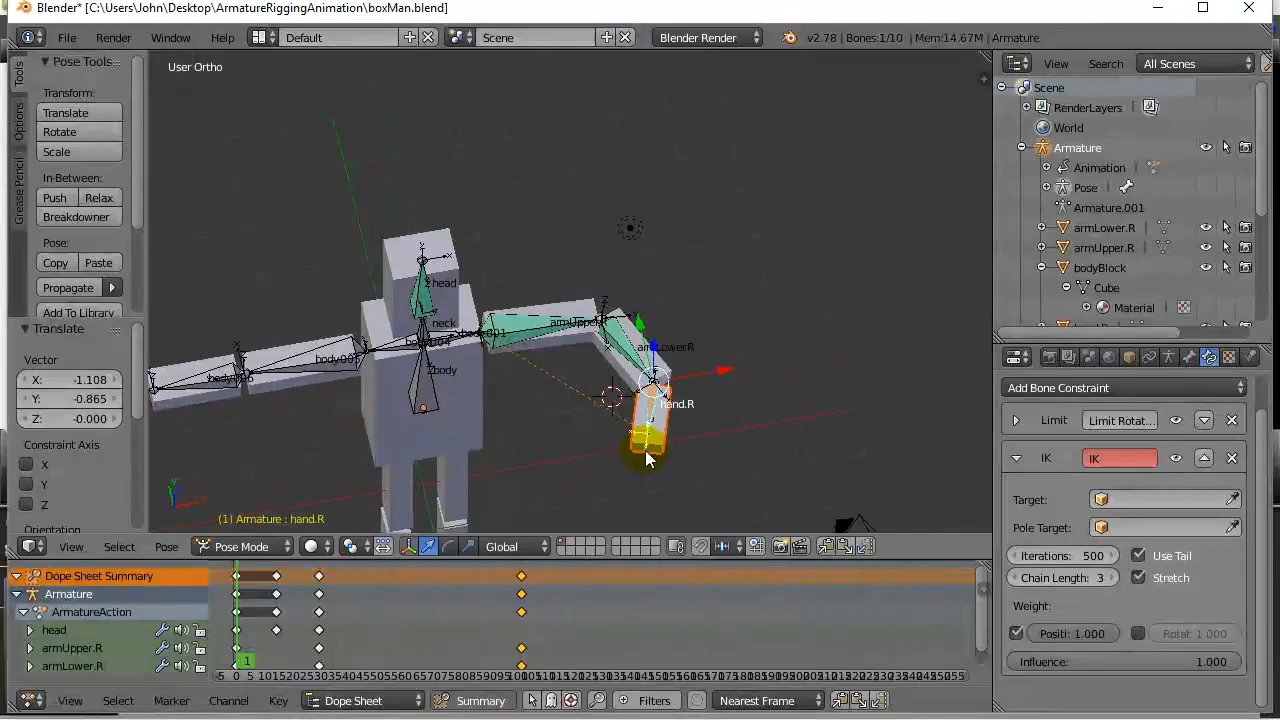 Blender* [C:\Users\John\Desktop\ArmatureRiggingAnimation\boxMan.blend]
File Render Window Help Default Scene Blender Render v2.78 | Bones:1/10 | Mem:14.67M | Armature
View Search All Scenes
Tools
Options
Grease Pencil
Pose Tools
Transform:
Translate
Rotate
Scale
In-Between:
Push Relax
Breakdowner
Pose:
Copy Paste
Propagate
Add To Library
Translate
Vector
X: -1.108
Y: -0.865
Z: -0.000
Constraint Axis
X
Y
Z
Orientation
User Ortho
head
neck
body
armLowerR
hand.R
(1) Armature : hand.R
View Select Pose Pose Mode Global
Scene
RenderLayers
World
Armature
Animation
Pose
Armature.001
armLower.R
armUpper.R
bodyBlock
Cube
Material
Add Bone Constraint
Limit Limit Rotat...
IK IK
Target:
Pole Target:
Iterations: 500 Use Tail
Chain Length: 3 Stretch
Weight:
Positi: 1.000 Rotat: 1.000
Influence: 1.000
Dope Sheet Summary
Armature
ArmatureAction
head
armUpper.R
armLower.R
1
View Select Marker Channel Key Dope Sheet Summary Filters Nearest Frame